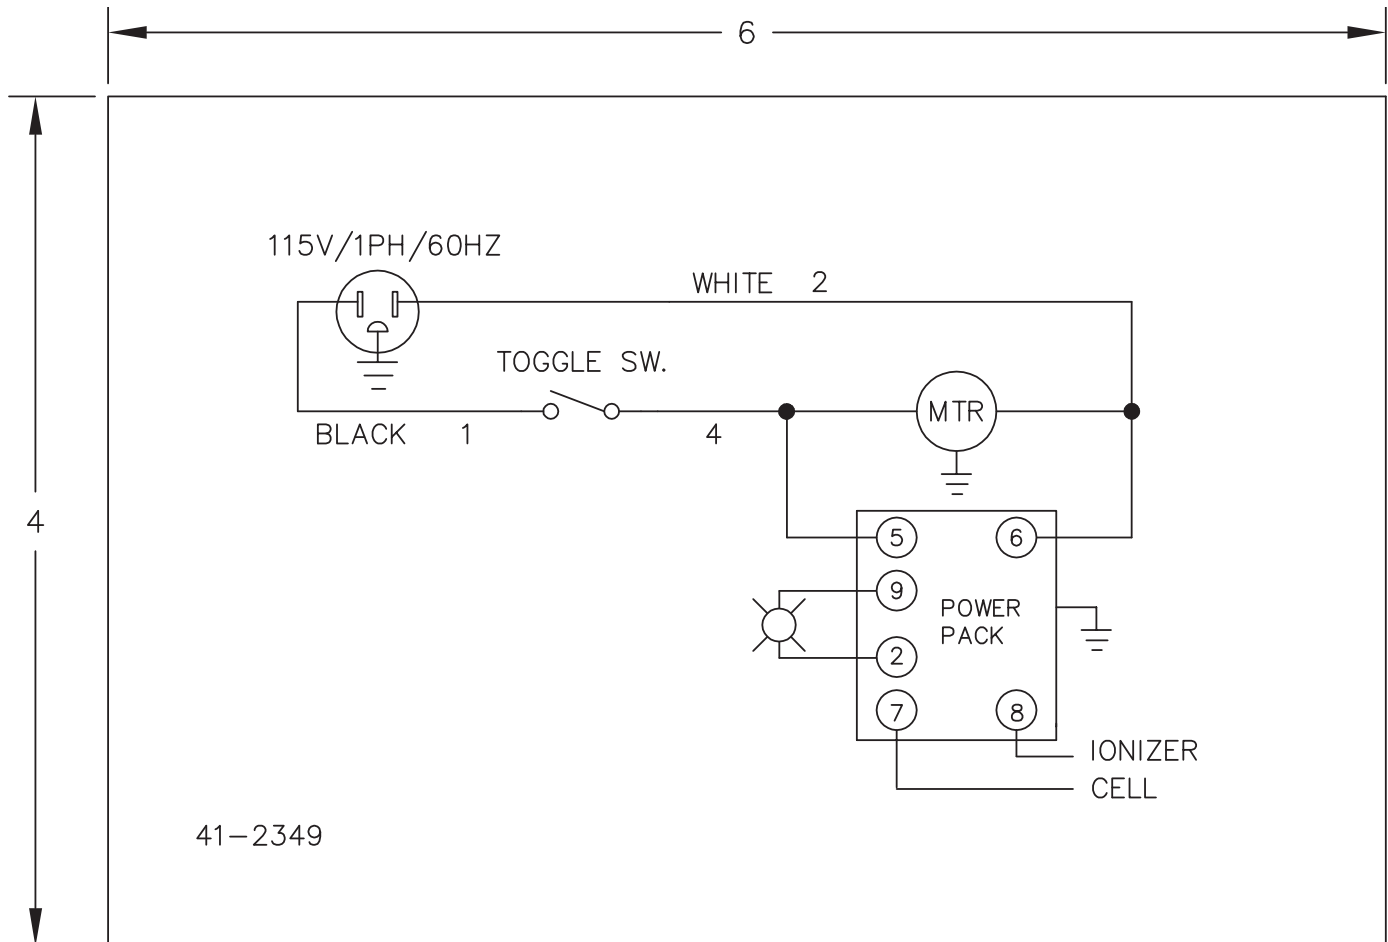 6
4
115V/1PH/60HZ
WHITE 2
TOGGLE SW.
BLACK 1
4
MTR
5
6
9
POWER
PACK
2
7
8
IONIZER
CELL
41-2349